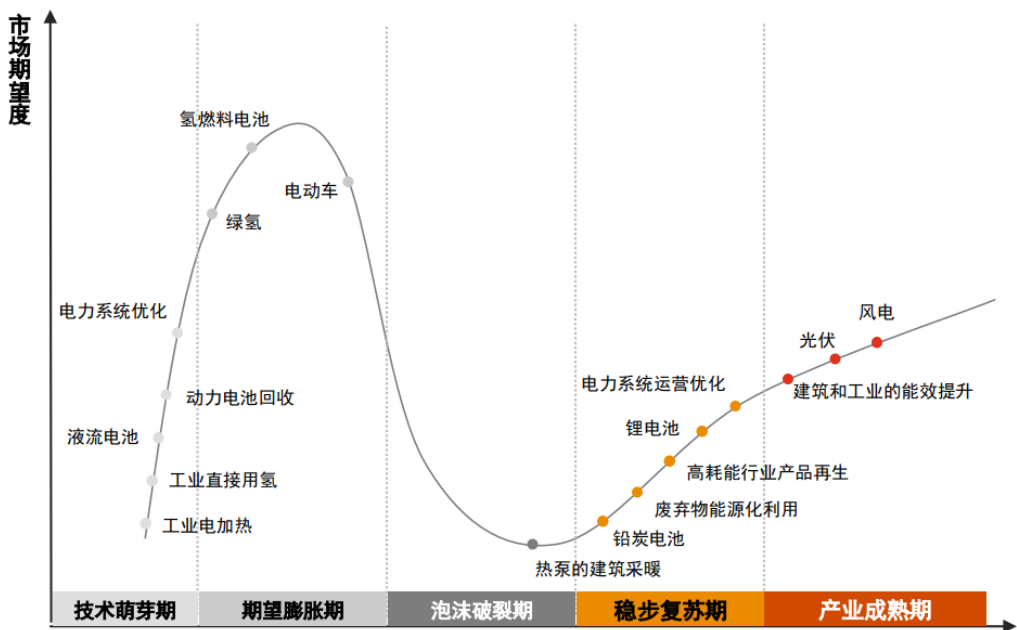 市场期望度
氢燃料电池
电动车
绿氢
电力系统优化
动力电池回收
液流电池
工业直接用氢
工业电加热
热泵的建筑采暖
铅炭电池
废弃物能源化利用
高耗能行业产品再生
锂电池
电力系统运营优化
建筑和工业的能效提升
光伏
风电
技术萌芽期
期望膨胀期
泡沫破裂期
稳步复苏期
产业成熟期